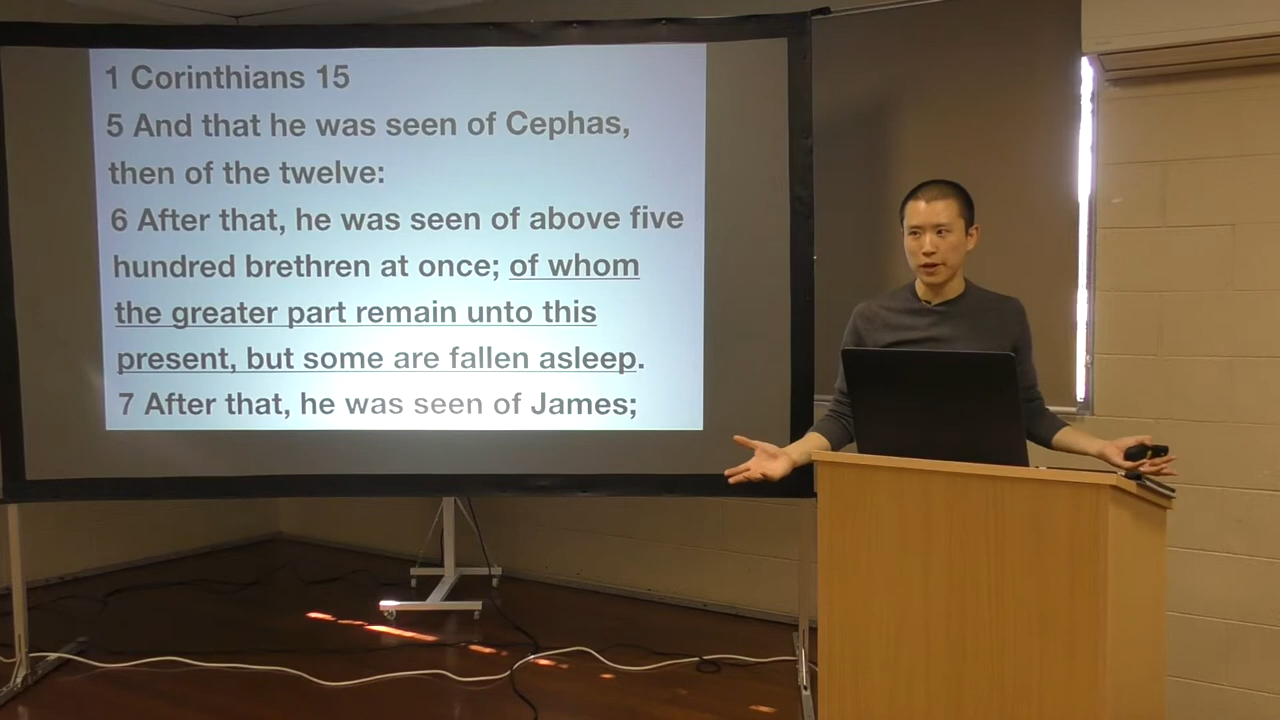 1 Corinthians 15
5 And that he was seen of Cephas,
then of the twelve:
6 After that, he was seen of above five
hundred brethren at once; of whom
the greater part remain unto this
present, but some are fallen asleep.
7 After that, he was seen of James;